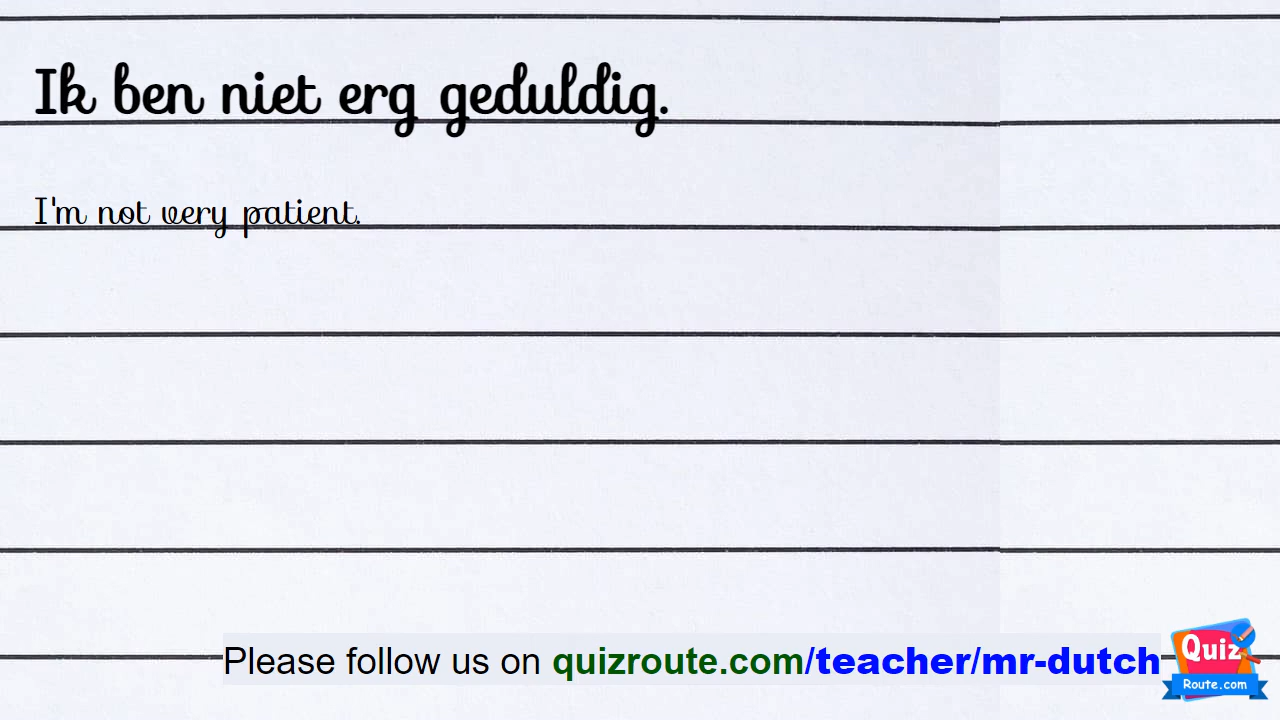 Ik ben niet erg geduldig.
I'm not very patient.
Please follow us on quizroute.com/teacher/mr-dutch
Quiz
Route.com